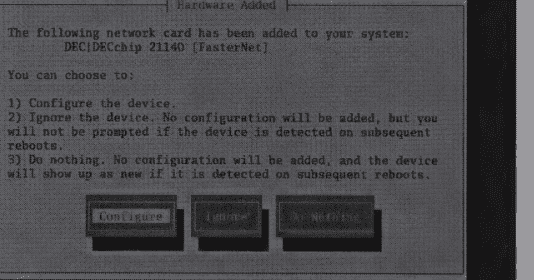 Hardware Added
The following network card has been added to your system:
DEC|DECchip 21140 [FasterNet]
You can choose to:
1) Configure the device.
2) Ignore the device. No configuration will be added, but you
will not be prompted if the device is detected on subsequent
reboots.
3) Do nothing. No configuration will be added, and the device
will show up as new if it is detected on subsequent reboots.
Configure Ignore Do Nothing